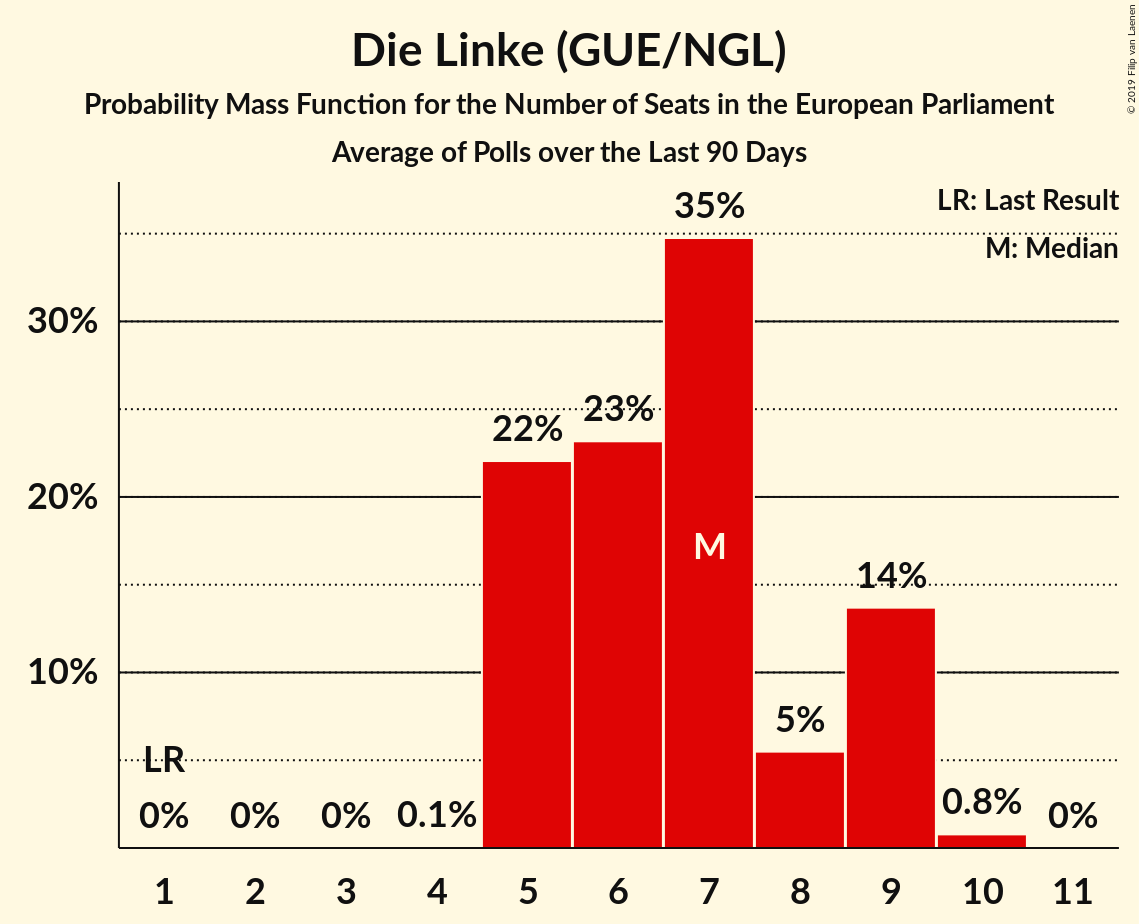 Die Linke (GUE/NGL)
Probability Mass Function for the Number of Seats in the European Parliament
Average of Polls over the Last 90 Days
© 2019 Filip van Laenen
LR: Last Result
M: Median
30%
20%
10%
LR
0%
0%
0%
0.1%
22%
23%
35%
M
5%
14%
0.8%
0%
1 2 3 4 5 6 7 8 9 10 11